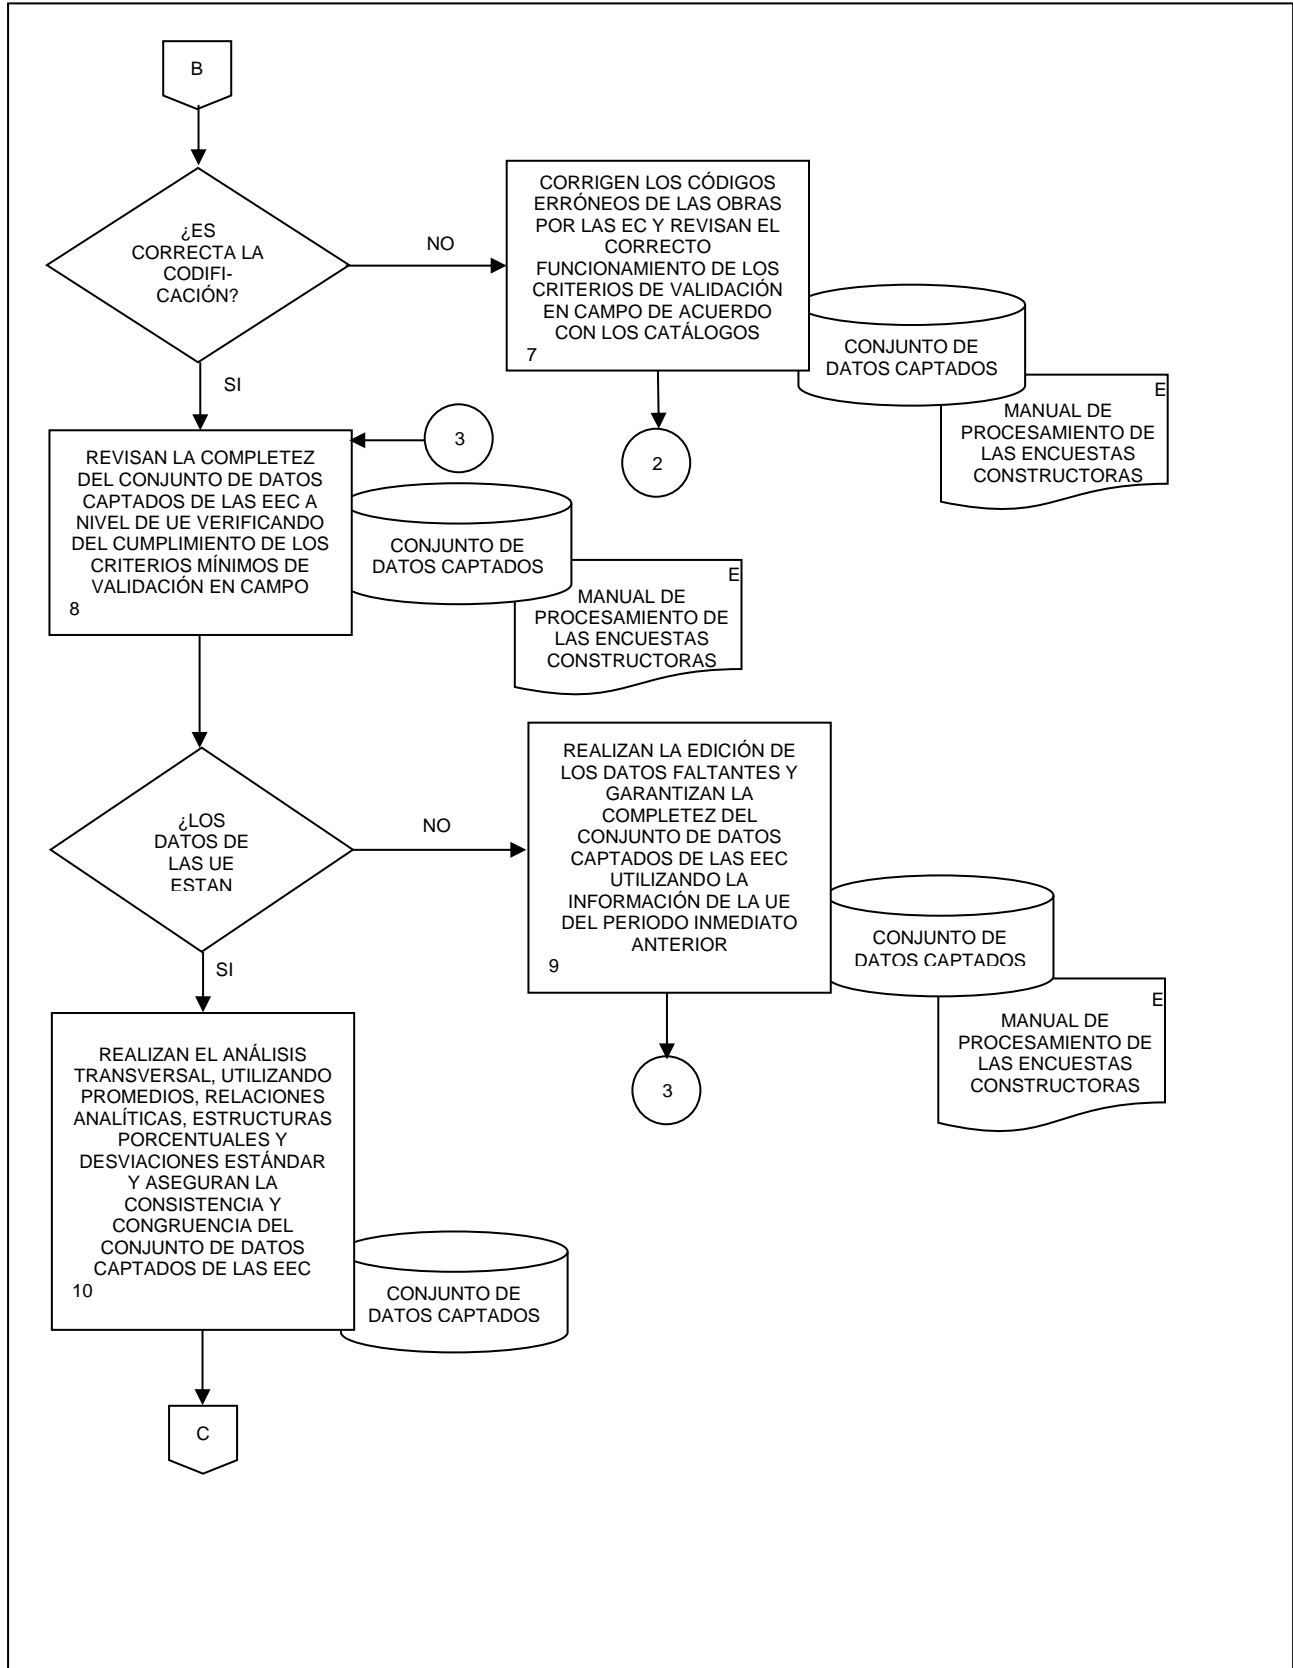 B
¿ES
CORRECTA LA
CODIFI-
CACIÓN?
NO
CORRIGEN LOS CÓDIGOS
ERRÓNEOS DE LAS OBRAS
POR LAS EC Y REVISAN EL
CORRECTO
FUNCIONAMIENTO DE LOS
CRITERIOS DE VALIDACIÓN
EN CAMPO DE ACUERDO
CON LOS CATÁLOGOS
7
CONJUNTO DE
DATOS CAPTADOS
E
MANUAL DE
PROCESAMIENTO DE
LAS ENCUESTAS
CONSTRUCTORAS
2
SI
3
REVISAN LA COMPLETEZ
DEL CONJUNTO DE DATOS
CAPTADOS DE LAS EEC A
NIVEL DE UE VERIFICANDO
DEL CUMPLIMIENTO DE LOS
CRITERIOS MÍNIMOS DE
VALIDACIÓN EN CAMPO
8
CONJUNTO DE
DATOS CAPTADOS
E
MANUAL DE
PROCESAMIENTO DE
LAS ENCUESTAS
CONSTRUCTORAS
¿LOS
DATOS DE
LAS UE
ESTAN
NO
REALIZAN LA EDICIÓN DE
LOS DATOS FALTANTES Y
GARANTIZAN LA
COMPLETEZ DEL
CONJUNTO DE DATOS
CAPTADOS DE LAS EEC
UTILIZANDO LA
INFORMACIÓN DE LA UE
DEL PERIODO INMEDIATO
ANTERIOR
9
CONJUNTO DE
DATOS CAPTADOS
E
MANUAL DE
PROCESAMIENTO DE
LAS ENCUESTAS
CONSTRUCTORAS
3
SI
REALIZAN EL ANÁLISIS
TRANSVERSAL, UTILIZANDO
PROMEDIOS, RELACIONES
ANALÍTICAS, ESTRUCTURAS
PORCENTUALES Y
DESVIACIONES ESTÁNDAR
Y ASEGURAN LA
CONSISTENCIA Y
CONGRUENCIA DEL
CONJUNTO DE DATOS
CAPTADOS DE LAS EEC
10
CONJUNTO DE
DATOS CAPTADOS
C